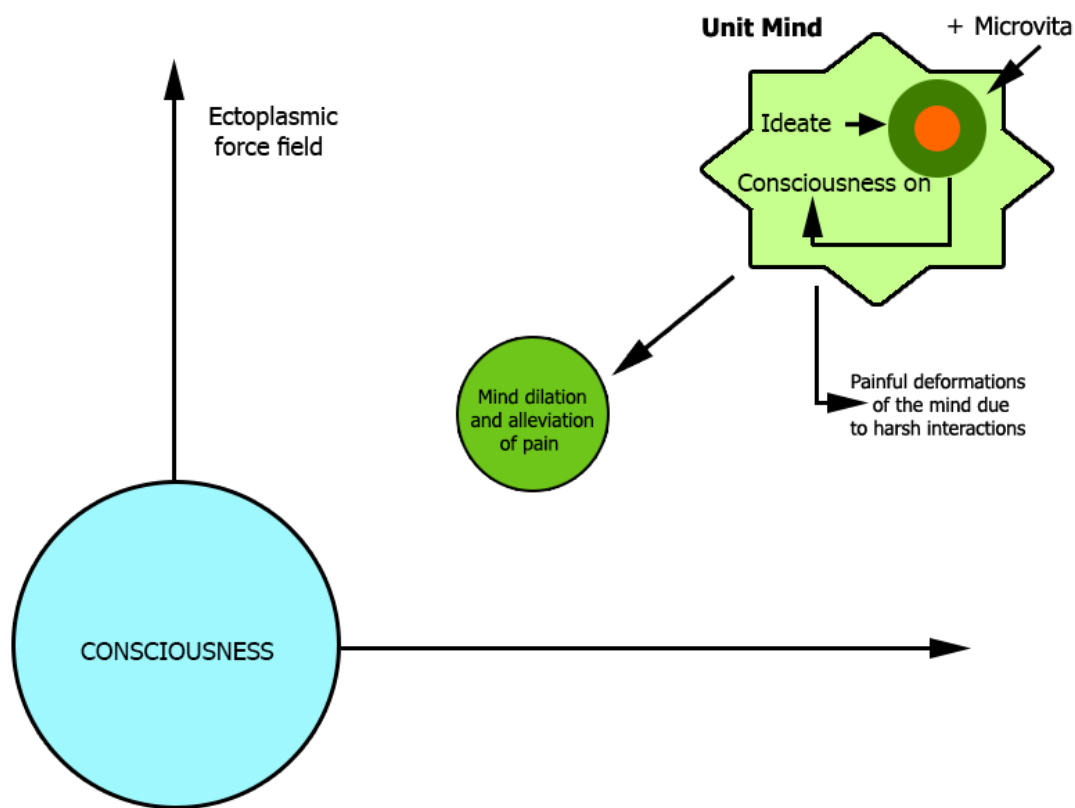 Unit Mind
+ Microvita
Ectoplasmic
force field
Ideate
Consciousness on
Mind dilation
and alleviation
of pain
Painful deformations
of the mind due
to harsh interactions
CONSCIOUSNESS